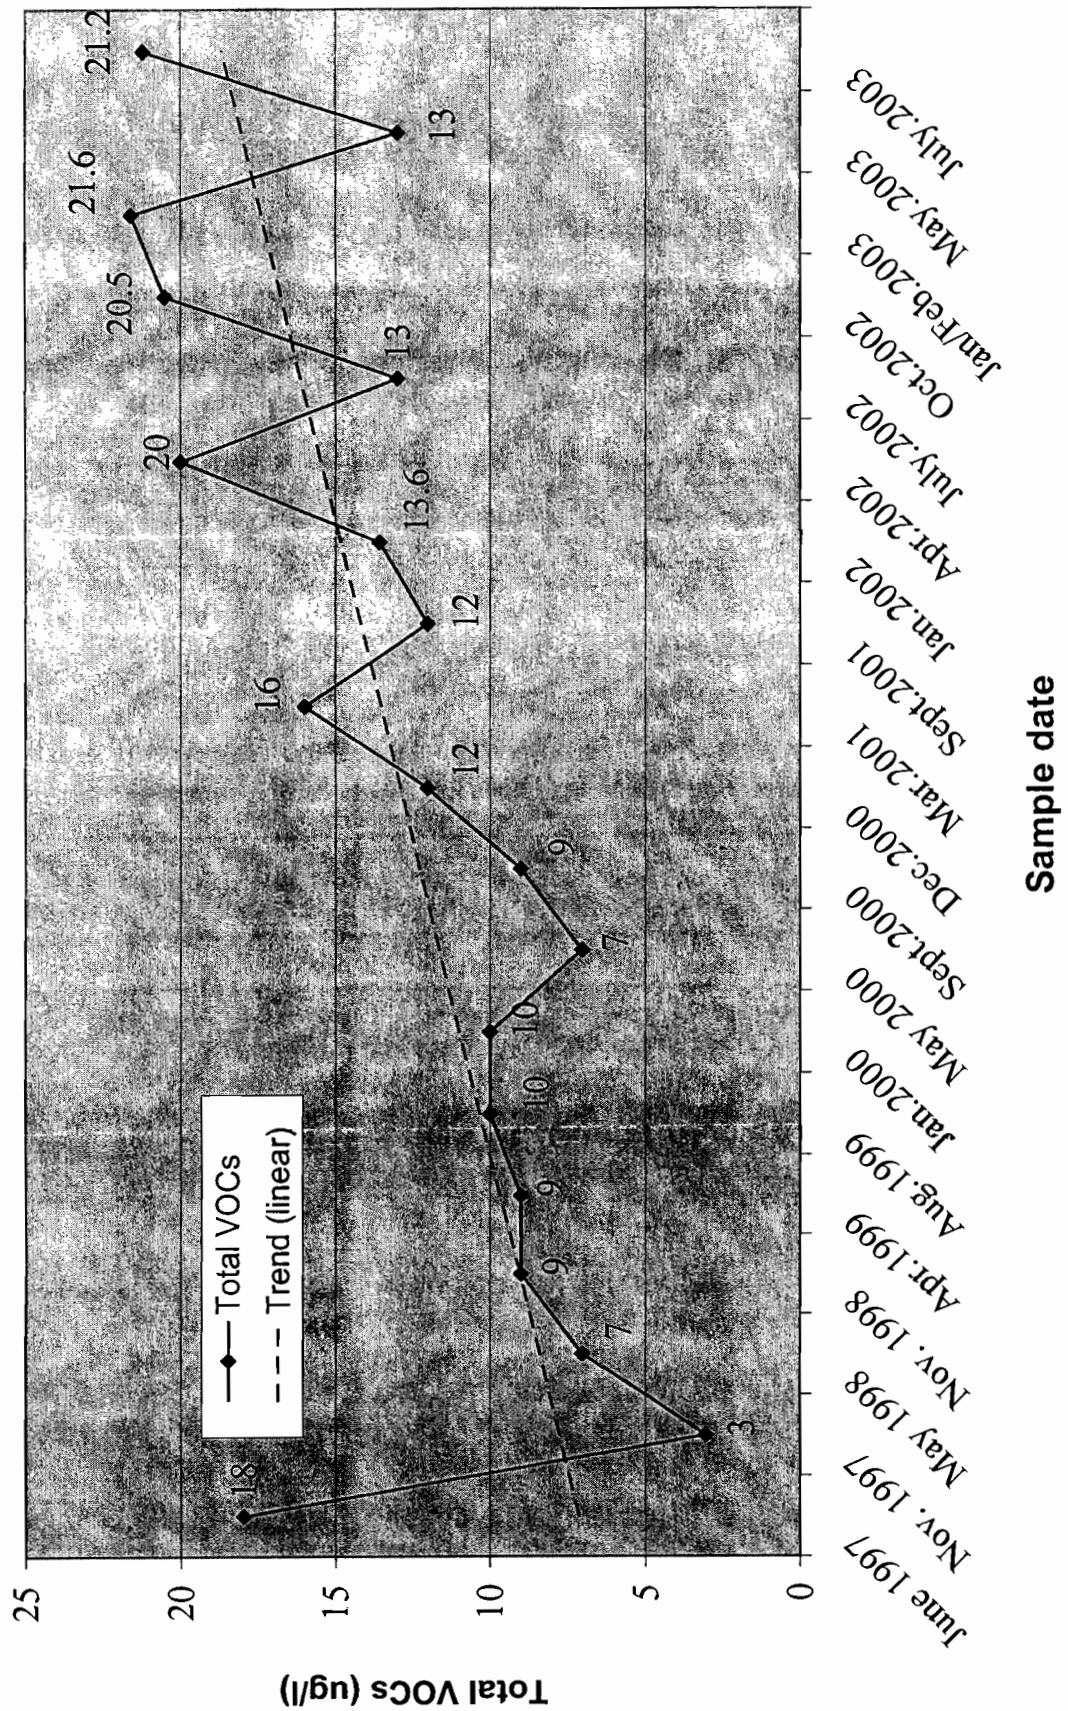 Total VOCs (ug/l)
25
20
15
10
5
0
Total VOCs
Trend (linear)
18
3
7
9
9
10
10
7
9
12
16
12
13.6
20
13
20.5
21.6
13
21.2
June 1997
Nov. 1997
May 1998
Nov. 1998
Apr.1999
Aug.1999
Jan.2000
May 2000
Sept.2000
Dec.2000
Mar.2001
Sept.2001
Jan.2002
Apr.2002
July.2002
Oct.2002
Jan/Feb.2003
May.2003
July.2003
Sample date